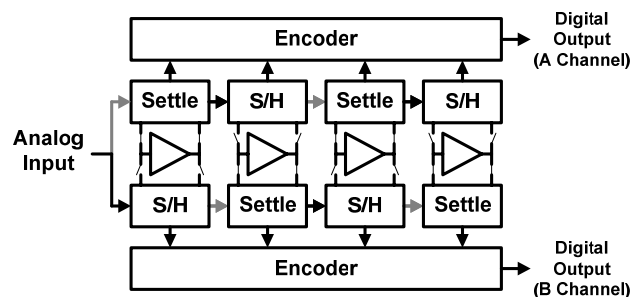 Encoder
Digital
Output
(A Channel)
Settle S/H Settle S/H
Analog
Input
S/H Settle S/H Settle
Encoder
Digital
Output
(B Channel)